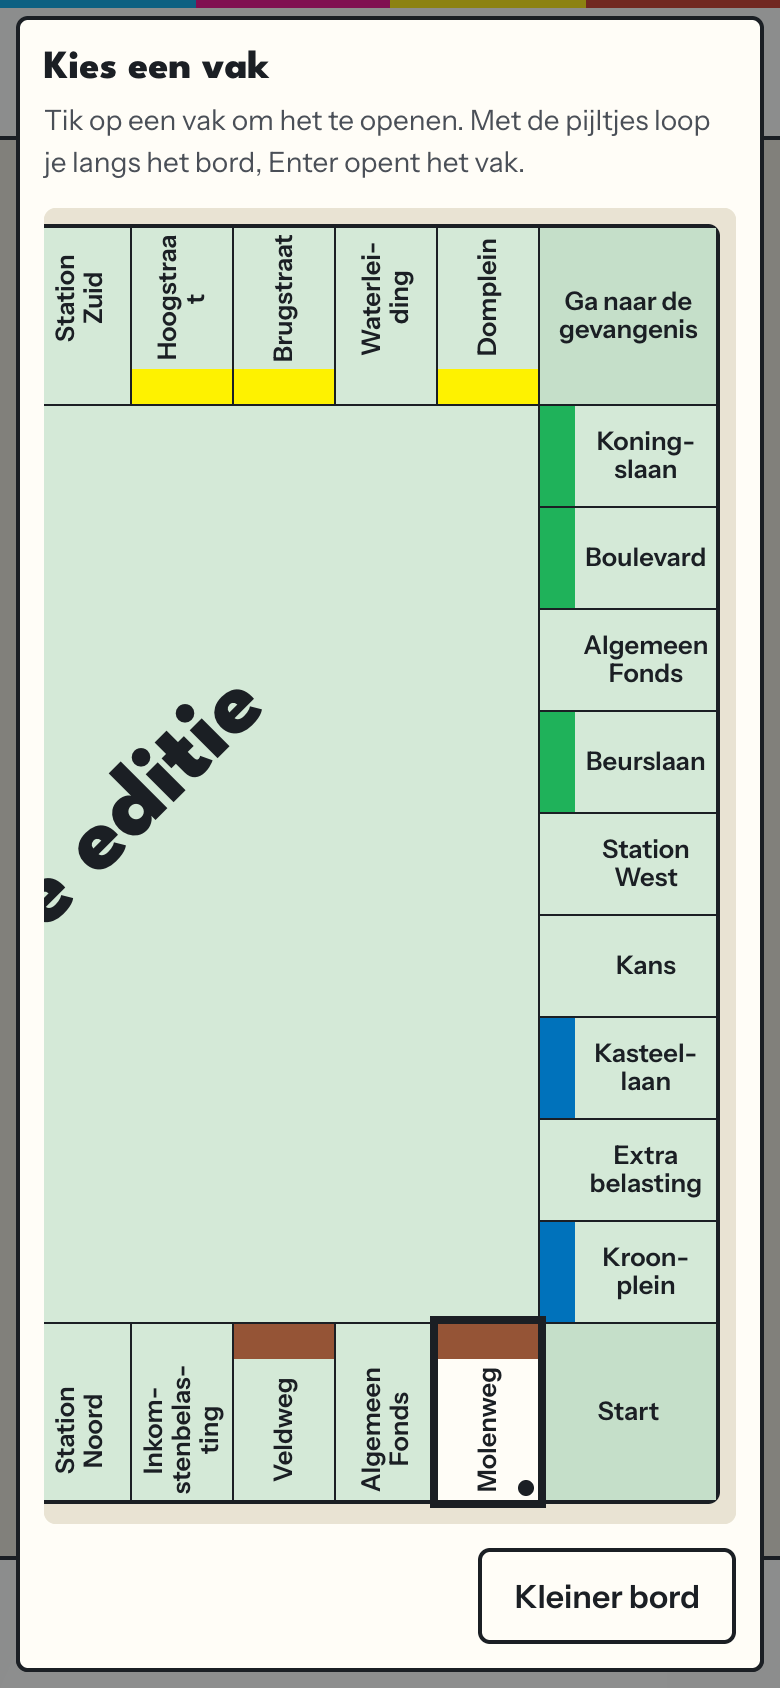 Kies een vak
Tik op een vak om het te openen. Met de pijltjes loop
je langs het bord, Enter opent het vak.
Station
Zuid
Hoogstraa
t
Brugstraat
Waterlei-
ding
Domplein
Ga naar de
gevangenis
Koning-
slaan
Boulevard
Algemeen
Fonds
Beurslaan
Station
West
Kans
Kasteel-
laan
Extra
belasting
Kroon-
plein
e editie
Station
Noord
Inkom-
stenbelas-
ting
Veldweg
Algemeen
Fonds
Molenweg
Start
Kleiner bord